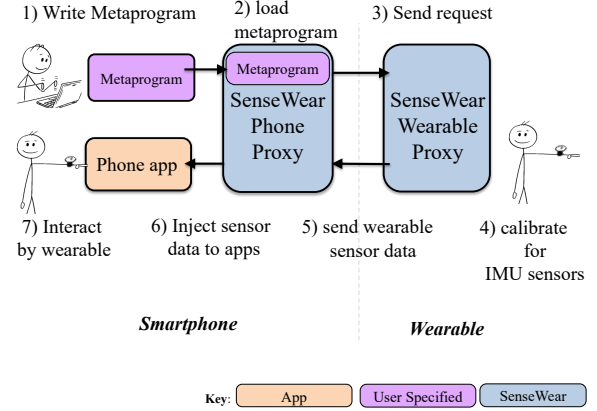 1) Write Metaprogram
2) load
metaprogram
3) Send request
Metaprogram
Metaprogram
SenseWear
Phone
Proxy
SenseWear
Wearable
Proxy
Phone app
7) Interact
by wearable
6) Inject sensor
data to apps
5) send wearable
sensor data
4) calibrate
for
IMU sensors
Smartphone
Wearable
Key:
App
User Specified
SenseWear